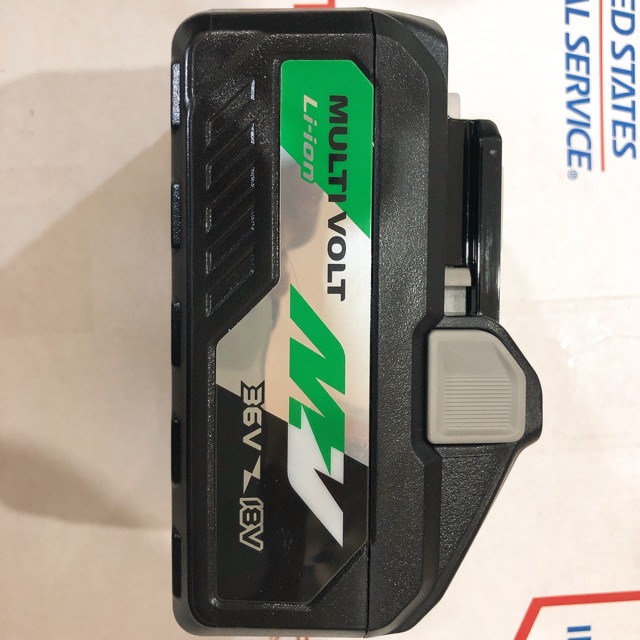 MULTI VOLT
Li-ion
MV
36V 18V
ED STATES
AL SERVICE®